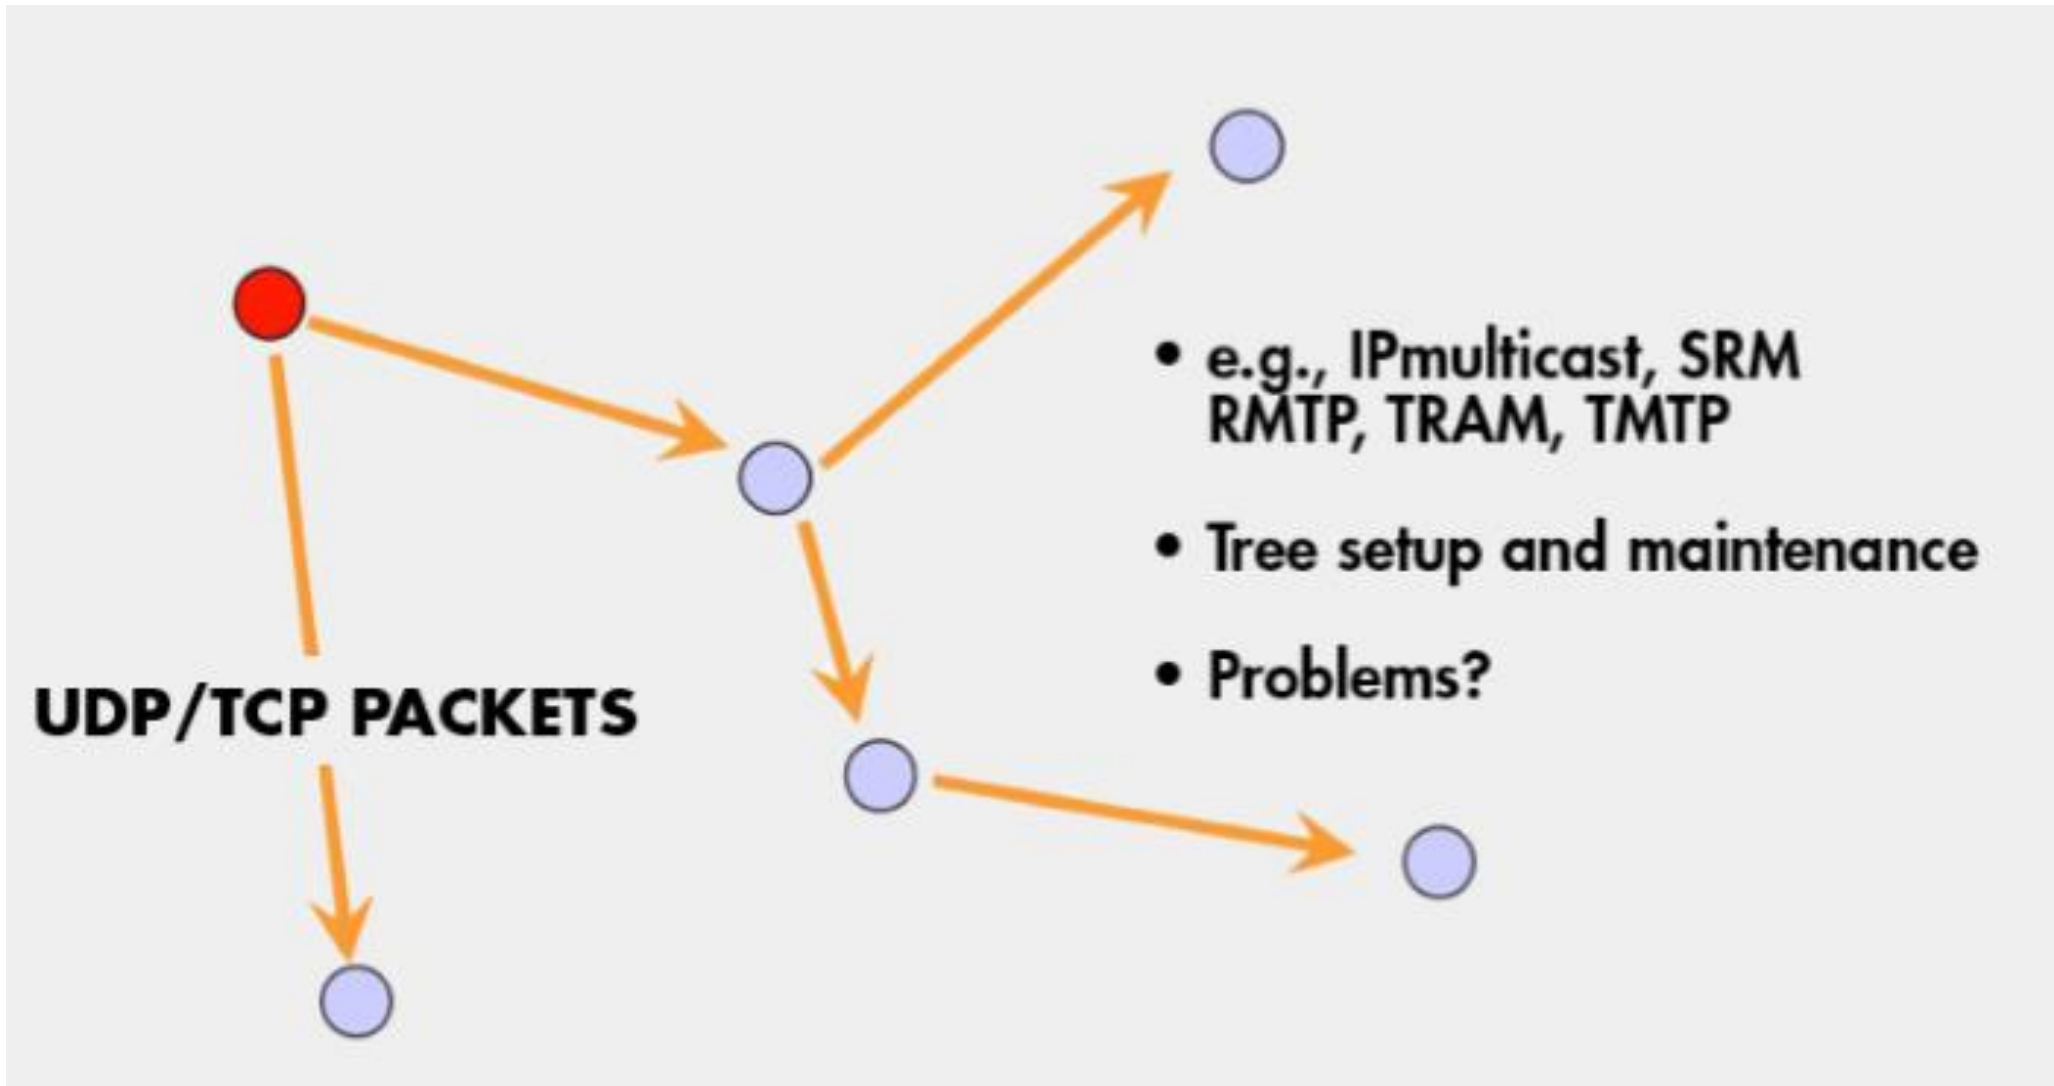 • e.g., IPmulticast, SRM
RMTP, TRAM, TMTP
• Tree setup and maintenance
• Problems?
UDP/TCP PACKETS